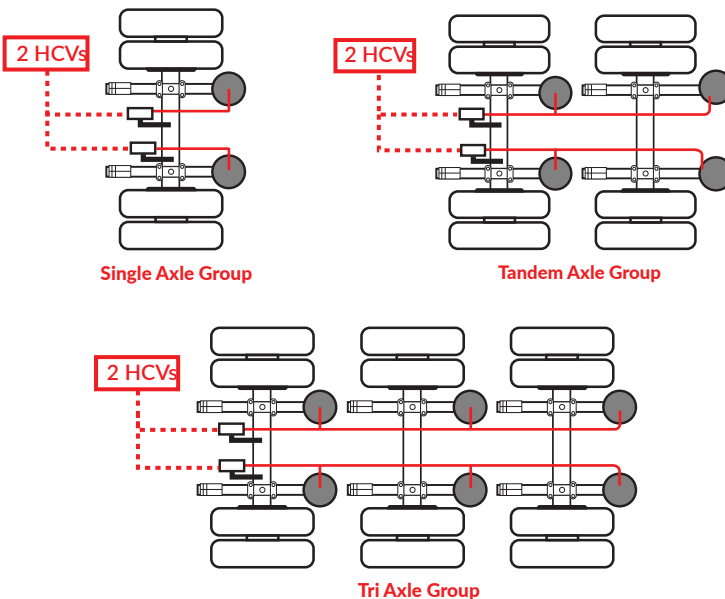 2 HCVs
2 HCVs
Single Axle Group
Tandem Axle Group
2 HCVs
Tri Axle Group